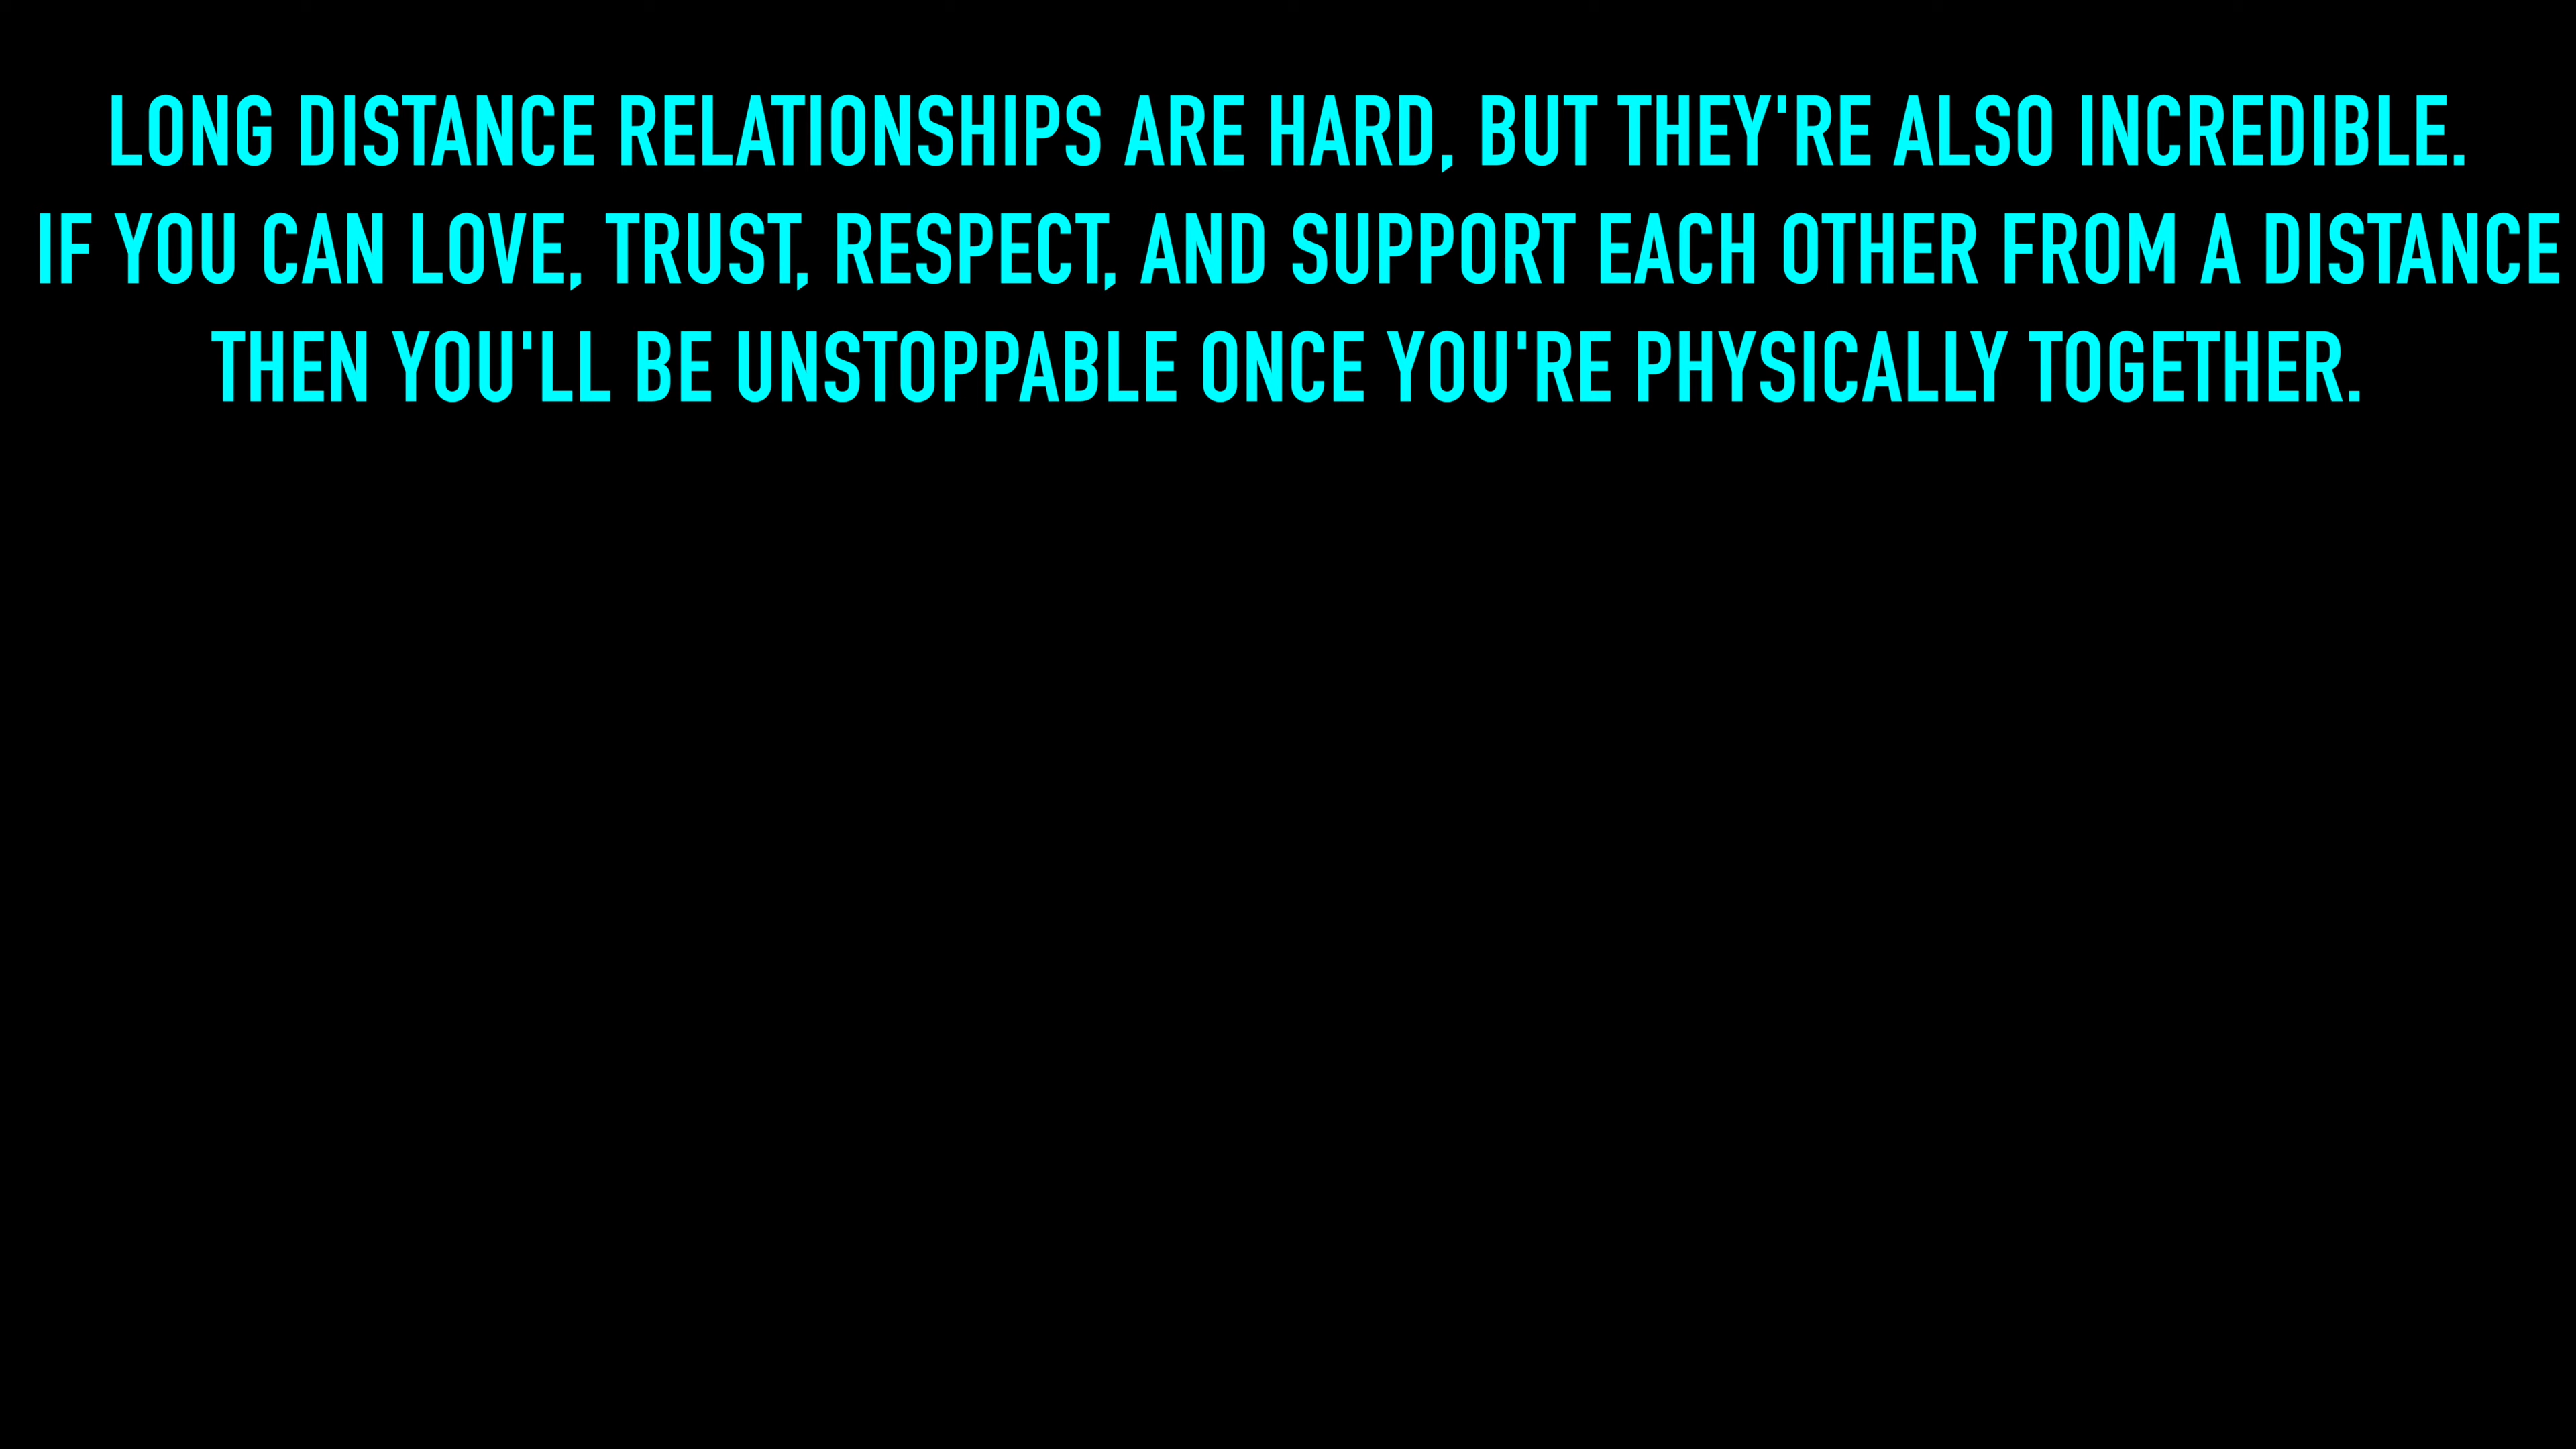 LONG DISTANCE RELATIONSHIPS ARE HARD, BUT THEY'RE ALSO INCREDIBLE.
IF YOU CAN LOVE, TRUST, RESPECT, AND SUPPORT EACH OTHER FROM A DISTANCE
THEN YOU'LL BE UNSTOPPABLE ONCE YOU'RE PHYSICALLY TOGETHER.